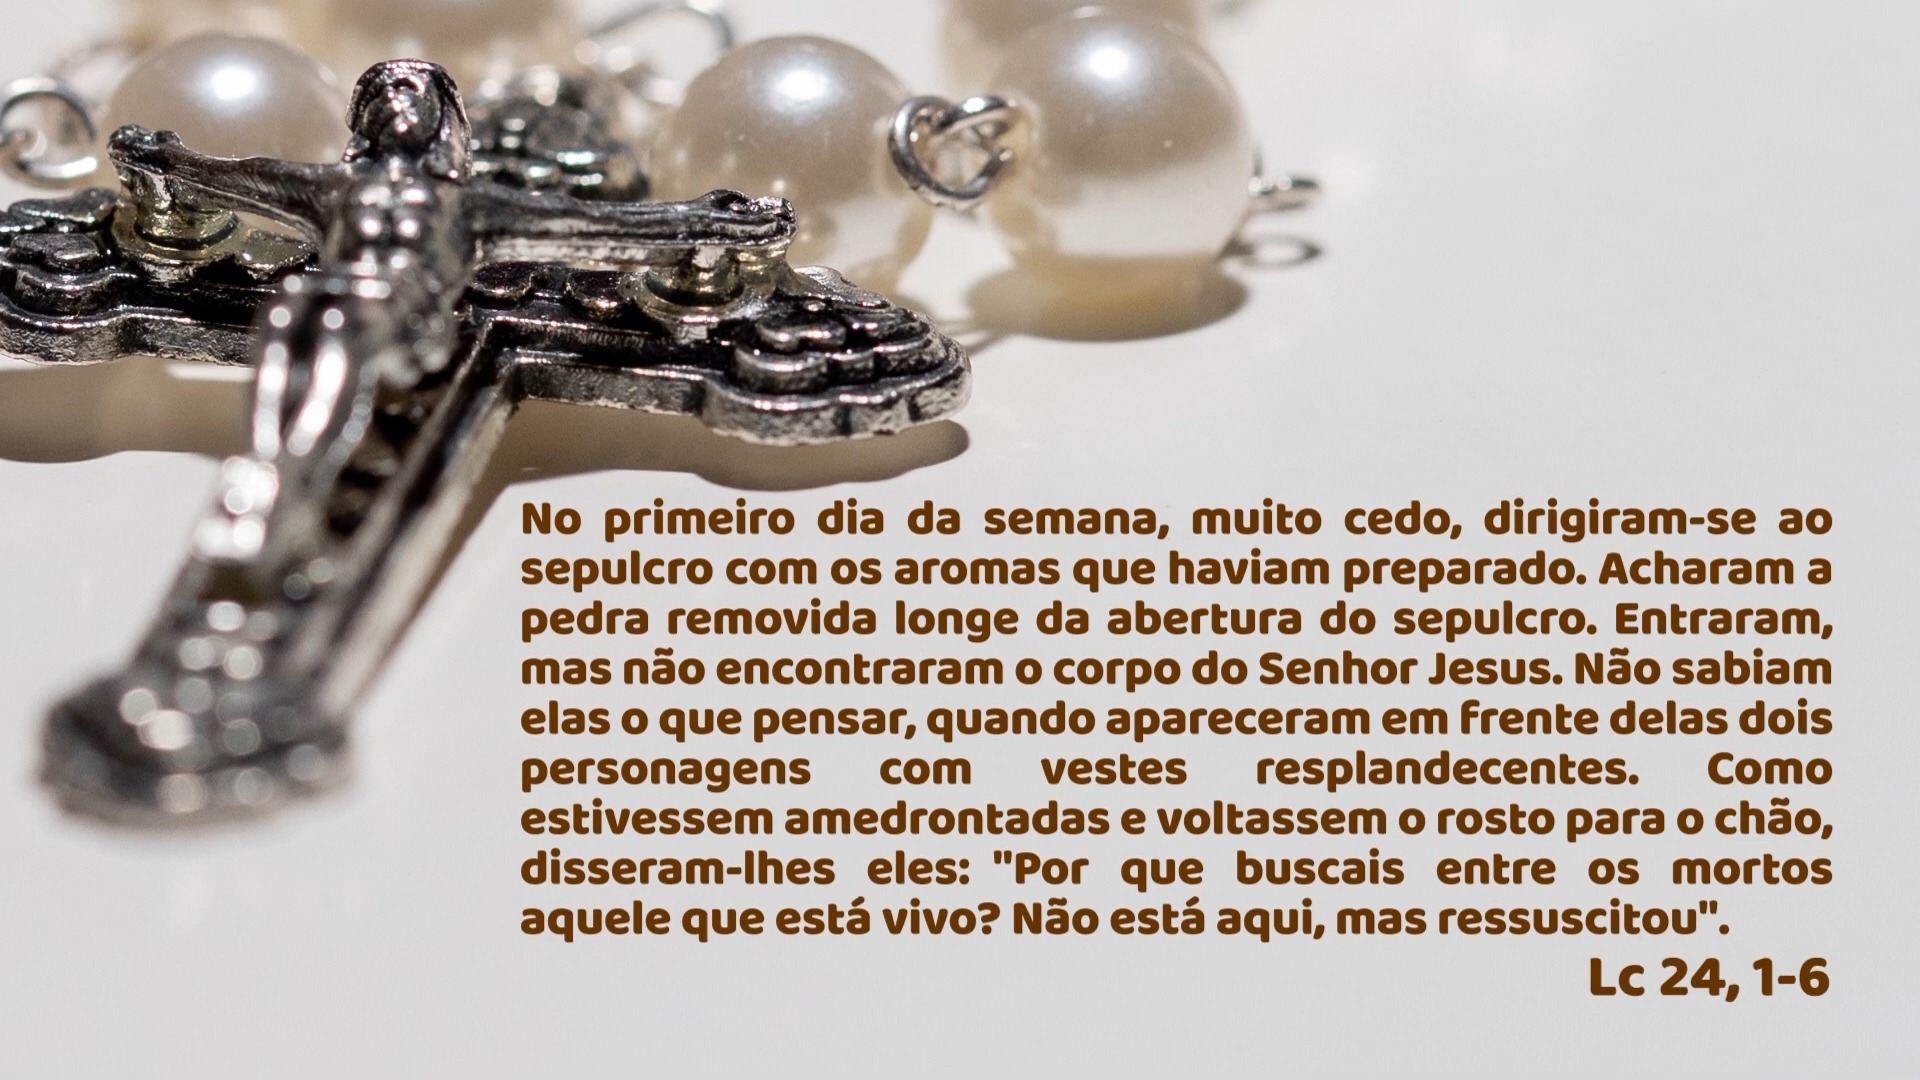 No primeiro dia da semana, muito cedo, dirigiram-se ao
sepulcro com os aromas que haviam preparado. Acharam a
pedra removida longe da abertura do sepulcro. Entraram,
mas não encontraram o corpo do Senhor Jesus. Não sabiam
elas o que pensar, quando apareceram em frente delas dois
personagens com vestes resplandecentes. Como
estivessem amedrontadas e voltassem o rosto para o chão,
disseram-lhes eles: "Por que buscais entre os mortos
aquele que está vivo? Não está aqui, mas ressuscitou".
Lc 24, 1-6